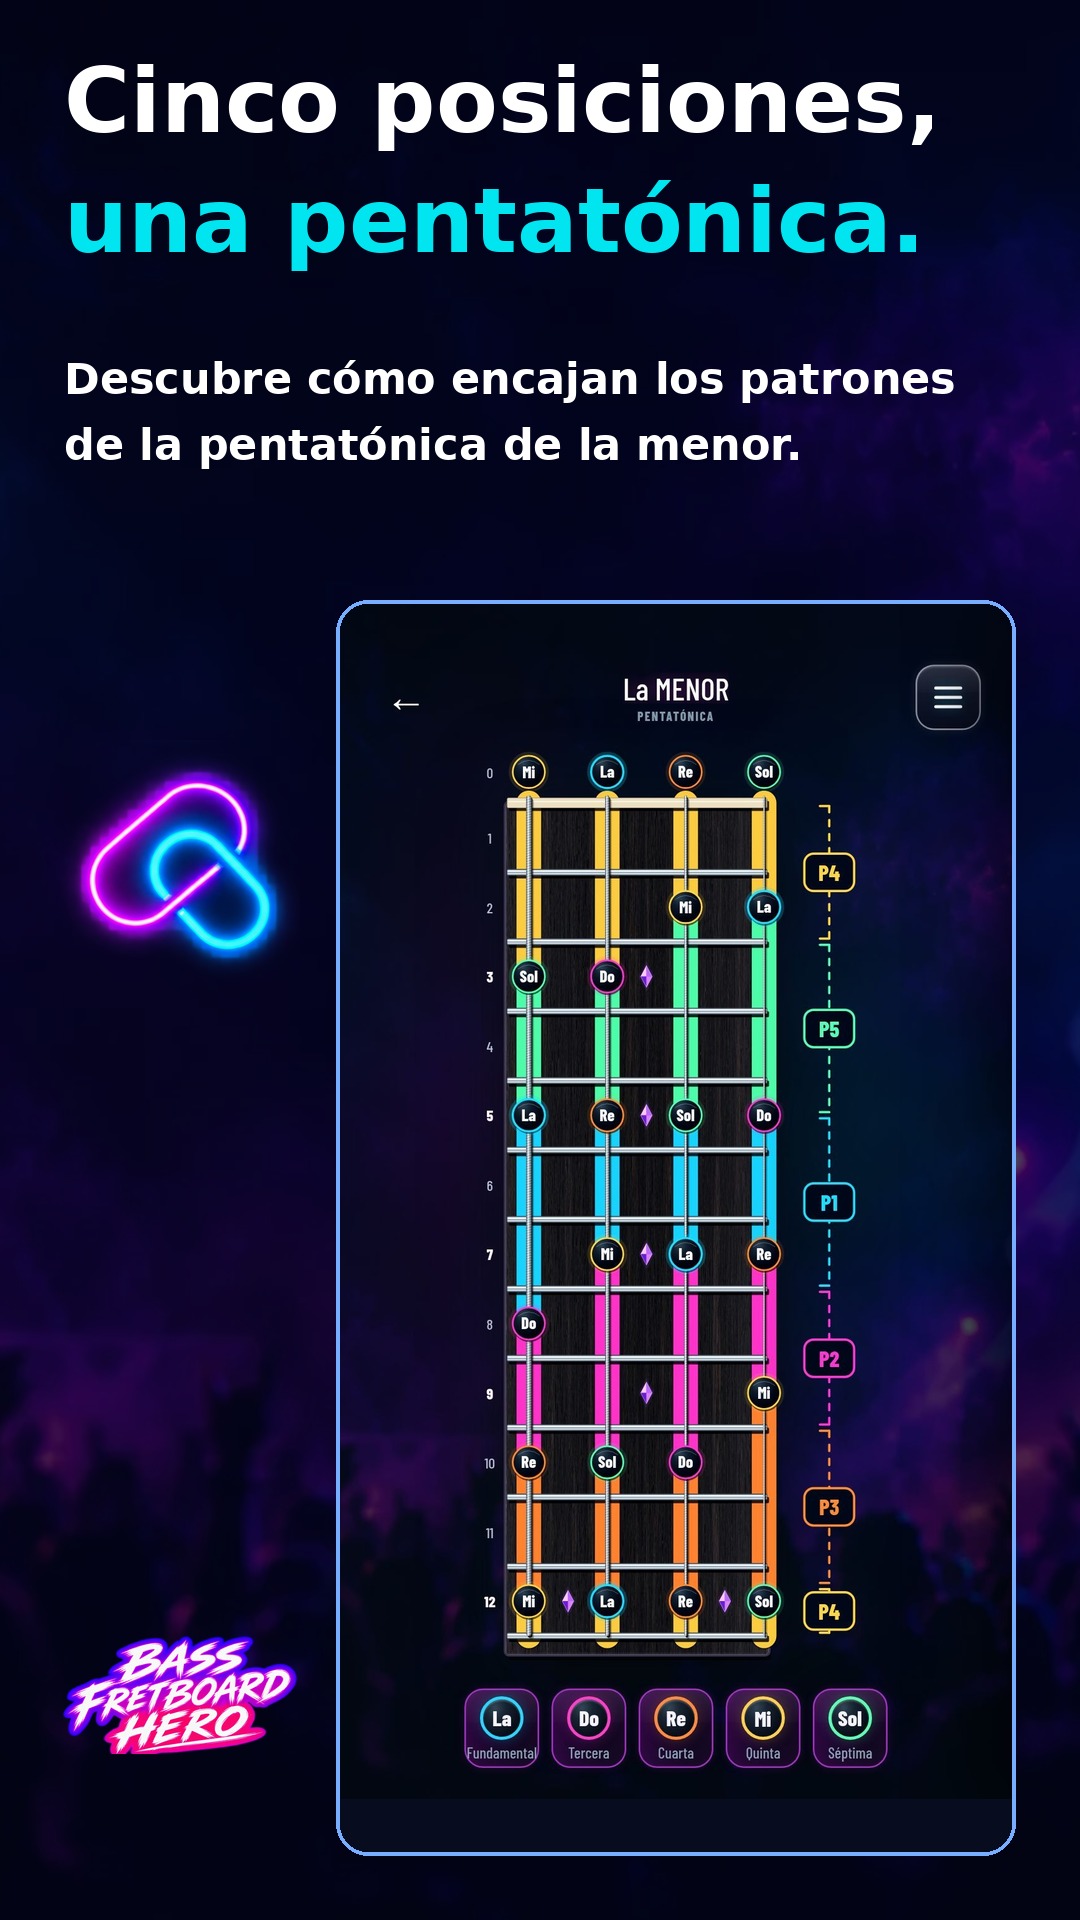 Cinco posiciones,
una pentatónica.
Descubre cómo encajan los patrones
de la pentatónica de la menor.
←
La MENOR
PENTATÓNICA
0 Mi La Re Sol
1
P4
2 Mi La
3 Sol Do
P5
4
5 La Re Sol Do
6
P1
7 Mi La Re
8 Do
P2
9 Mi
10 Re Sol Do
P3
11
12 Mi La Re Sol
P4
La Do Re Mi Sol
Fundamental Tercera Cuarta Quinta Séptima
BASS
FRETBOARD
HERO